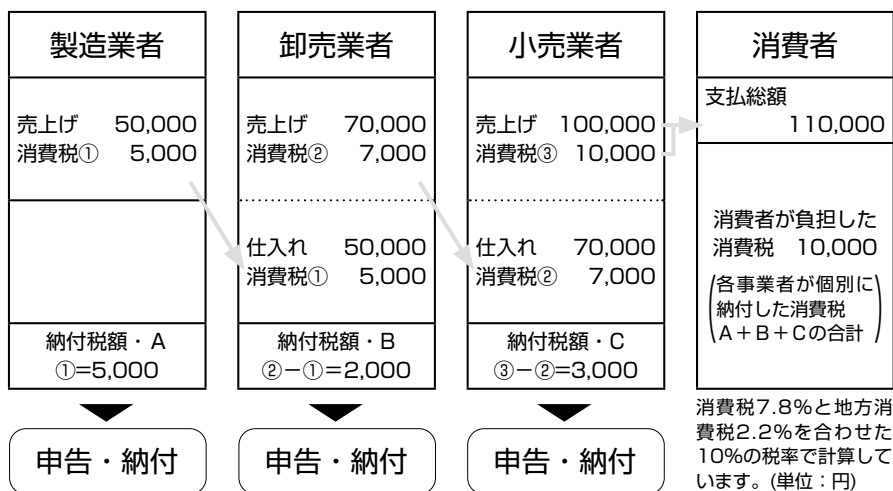 製造業者
売上げ 50,000
消費税① 5,000
納付税額・A
①=5,000
申告・納付
卸売業者
売上げ 70,000
消費税② 7,000
仕入れ 50,000
消費税① 5,000
納付税額・B
②−①=2,000
申告・納付
小売業者
売上げ 100,000
消費税③ 10,000
仕入れ 70,000
消費税② 7,000
納付税額・C
③−②=3,000
申告・納付
消費者
支払総額
110,000
消費者が負担した
消費税 10,000
(各事業者が個別に
納付した消費税
A+B+Cの合計)
消費税7.8%と地方消
費税2.2%を合わせた
10%の税率で計算して
います。(単位:円)